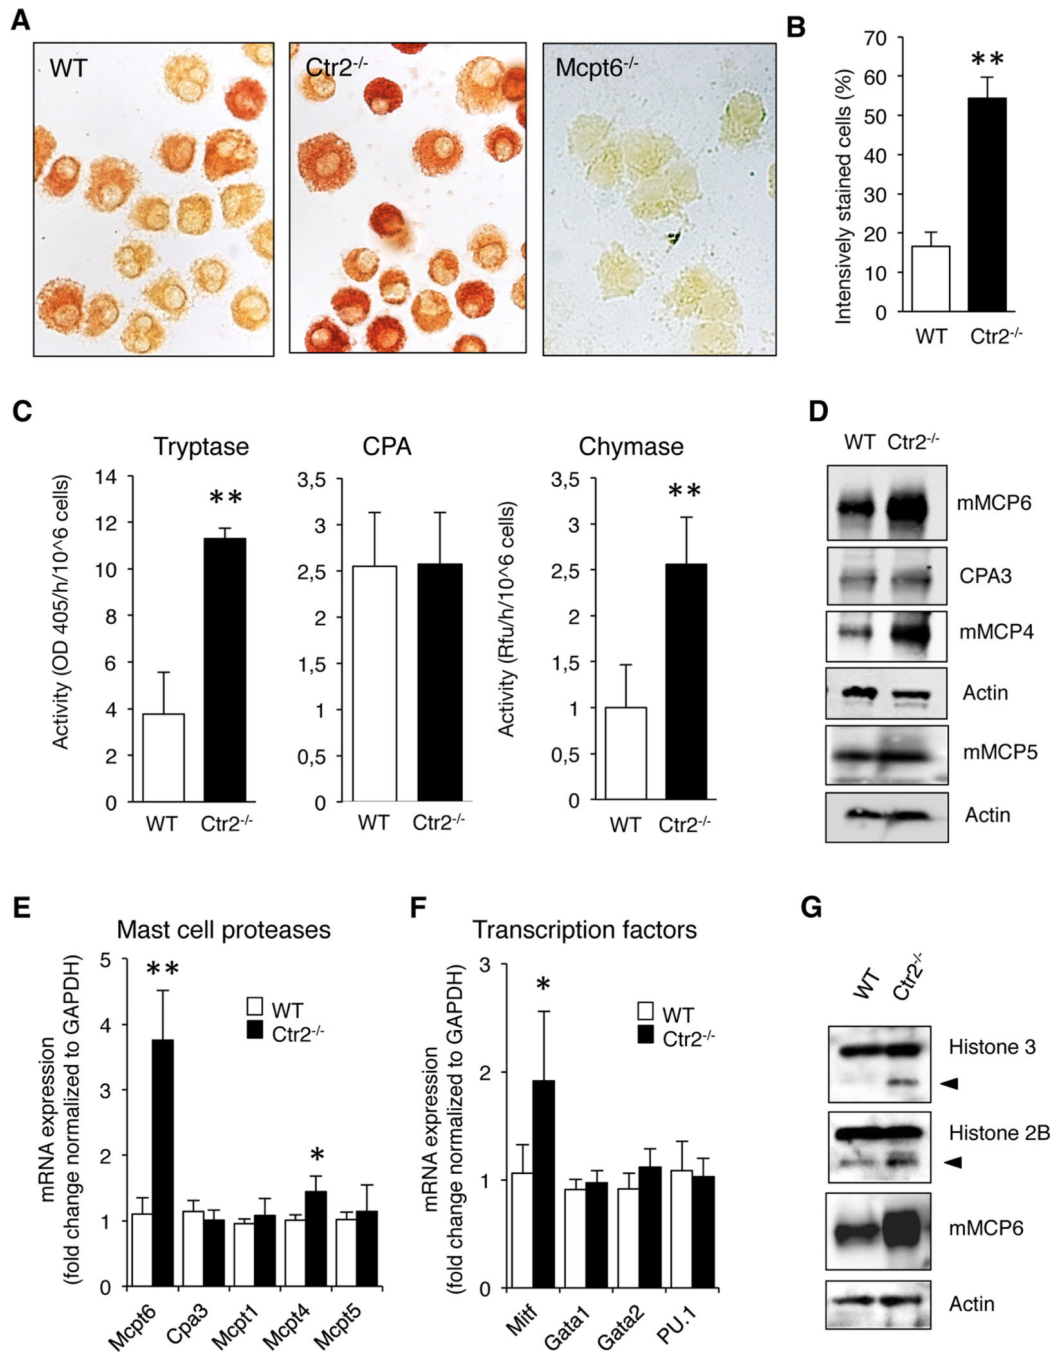 A
WT
Ctr2-/-
Mcpt6-/-
B
Intensively stained cells (%)
70
60
50
40
30
20
10
0
**
WT
Ctr2-/-
C
Tryptase
Activity (OD 405/h/10^6 cells)
14
12
10
8
6
4
2
0
**
WT
Ctr2-/-
CPA
3,5
3
2,5
2
1,5
1
0,5
0
WT
Ctr2-/-
Chymase
Activity (Rfu/h/10^6 cells)
3,5
3
2,5
2
1,5
1
0,5
0
**
WT
Ctr2-/-
D
WT Ctr2-/-
mMCP6
CPA3
mMCP4
Actin
mMCP5
Actin
E
Mast cell proteases
mRNA expression
(fold change normalized to GAPDH)
5
4
3
2
1
0
**
*
WT
Ctr2-/-
Mcpt6
Cpa3
Mcpt1
Mcpt4
Mcpt5
F
Transcription factors
mRNA expression
(fold change normalized to GAPDH)
3
2
1
0
*
WT
Ctr2-/-
Mitf
Gata1
Gata2
PU.1
G
WT
Ctr2-/-
Histone 3
Histone 2B
mMCP6
Actin